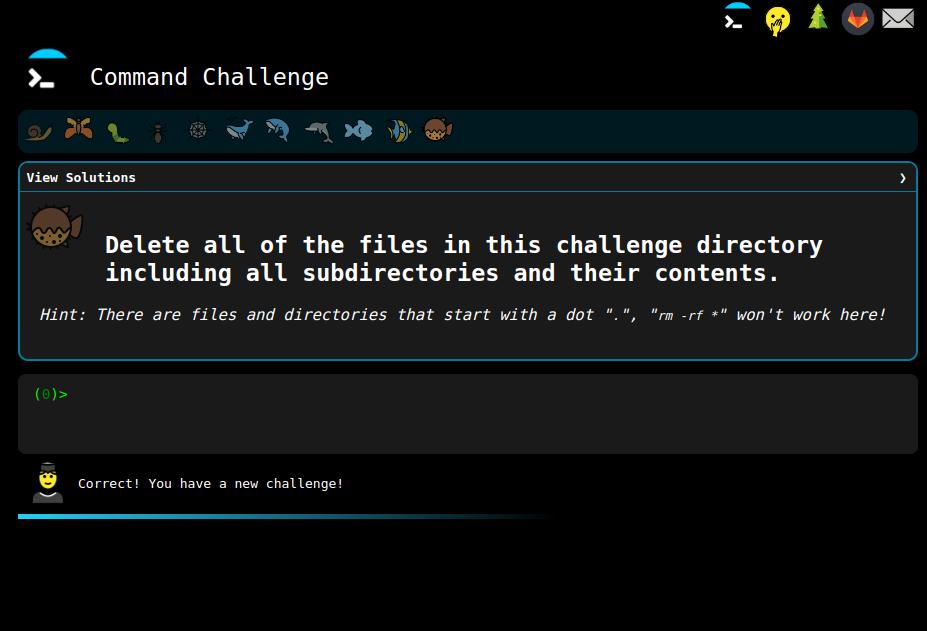 Command Challenge
View Solutions ❯
Delete all of the files in this challenge directory
including all subdirectories and their contents.
Hint: There are files and directories that start with a dot ".", "rm -rf *" won't work here!
(0)>
Correct! You have a new challenge!